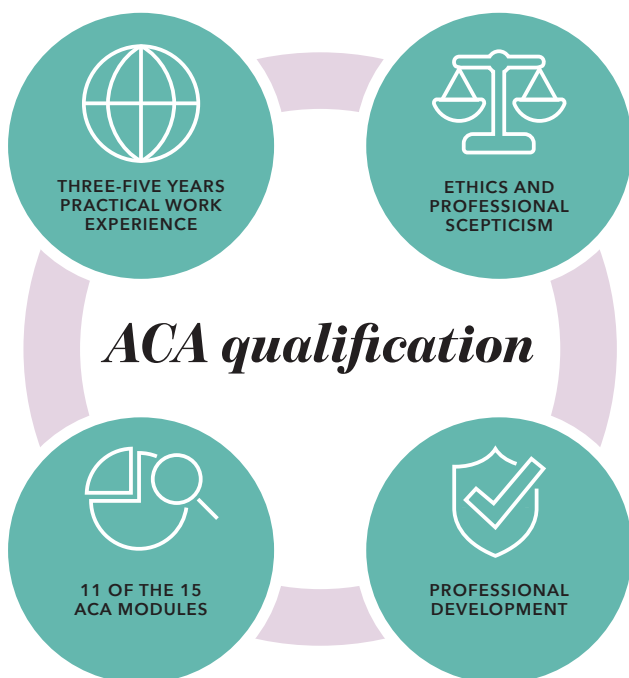 THREE-FIVE YEARS
PRACTICAL WORK
EXPERIENCE
ETHICS AND
PROFESSIONAL
SCEPTICISM
ACA qualification
11 OF THE 15
ACA MODULES
PROFESSIONAL
DEVELOPMENT